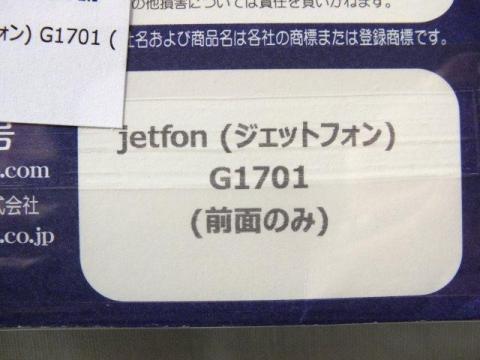 の他損害については責任を負いかねます。
ォン) G1701 (
社名および商品名は各社の商標または登録商標です。
号
jetfon (ジェットフォン)
.com
G1701
式会社
(前面のみ)
.co.jp